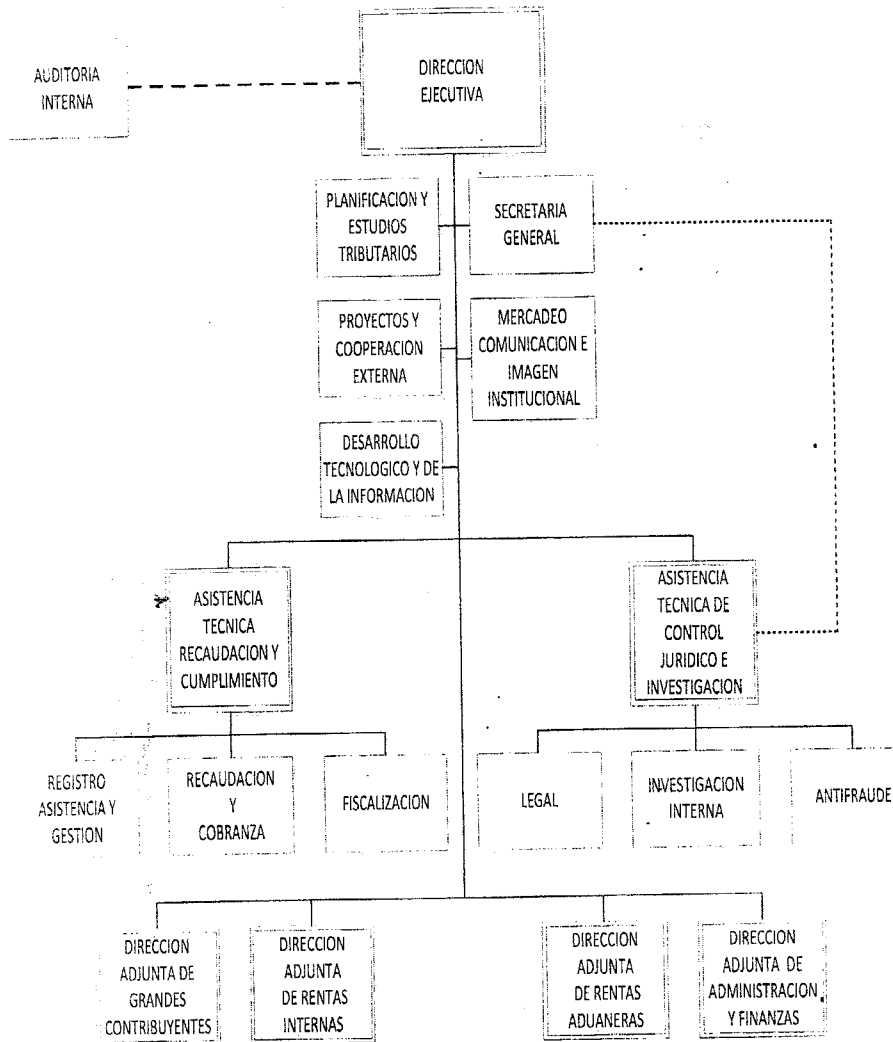 AUDITORIA
INTERNA
DIRECCION
EJECUTIVA
PLANIFICACION Y
ESTUDIOS
TRIBUTARIOS
SECRETARIA
GENERAL
PROYECTOS Y
COOPERACION
EXTERNA
MERCADEO
COMUNICACION E
IMAGEN
INSTITUCIONAL
DESARROLLO
TECNOLOGICO Y DE
LA INFORMACION
ASISTENCIA
TECNICA
RECAUDACION Y
CUMPLIMIENTO
ASISTENCIA
TECNICA DE
CONTROL
JURIDICO E
INVESTIGACION
REGISTRO
ASISTENCIA Y
GESTION
RECAUDACION
Y
COBRANZA
FISCALIZACION
LEGAL
INVESTIGACION
INTERNA
ANTIFRAUDE
DIRECCION
ADJUNTA DE
GRANDES
CONTRIBUYENTES
DIRECCION
ADJUNTA
DE RENTAS
INTERNAS
DIRECCION
ADJUNTA
DE RENTAS
ADUANERAS
DIRECCION
ADJUNTA DE
ADMINISTRACION
Y FINANZAS